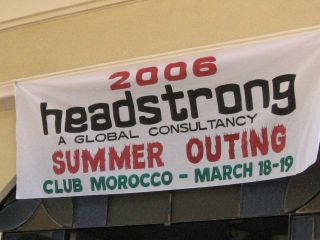 2006
headstrong
A GLOBAL CONSULTANCY
SUMMER OUTING
CLUB MOROCCO - MARCH 18-19